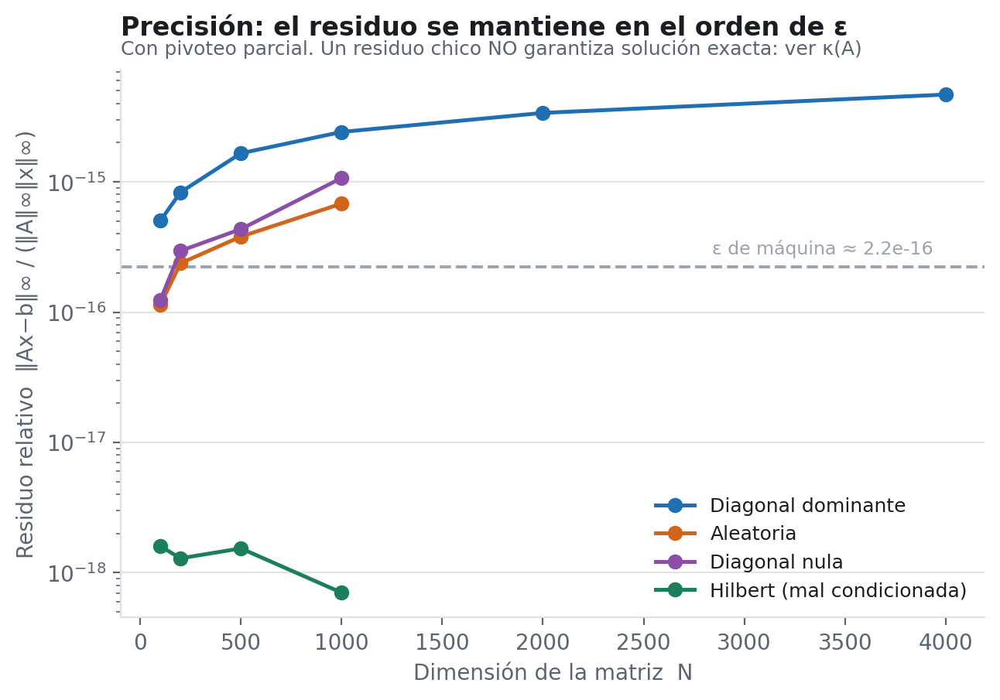 Precisión: el residuo se mantiene en el orden de ε
Con pivoteo parcial. Un residuo chico NO garantiza solución exacta: ver κ(A)
Residuo relativo  ‖Ax−b‖∞ / (‖A‖∞‖x‖∞)
10⁻¹⁵
10⁻¹⁶
10⁻¹⁷
10⁻¹⁸
ε de máquina ≈ 2.2e-16
Diagonal dominante
Aleatoria
Diagonal nula
Hilbert (mal condicionada)
0 500 1000 1500 2000 2500 3000 3500 4000
Dimensión de la matriz  N